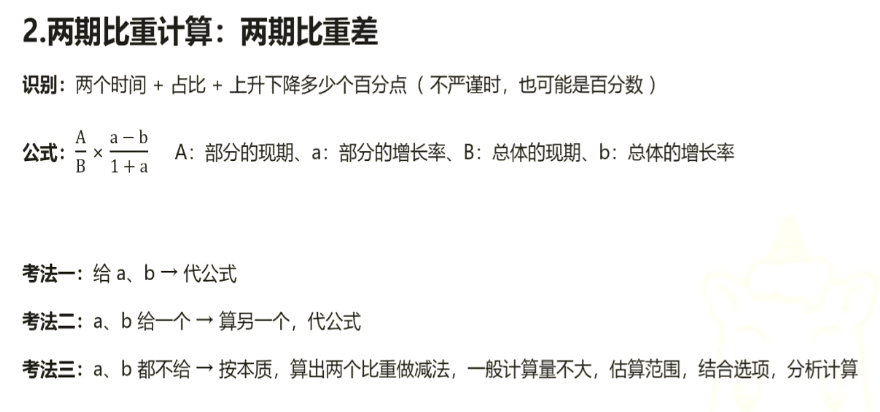 2.两期比重计算：两期比重差
识别：两个时间 + 占比 + 上升下降多少个百分点（不严谨时，也可能是百分数）
公式：A/B × (a－b)/(1＋a)　A：部分的现期、a：部分的增长率、B：总体的现期、b：总体的增长率
考法一：给 a、b → 代公式
考法二：a、b 给一个 → 算另一个，代公式
考法三：a、b 都不给 → 按本质，算出两个比重做减法，一般计算量不大，估算范围，结合选项，分析计算